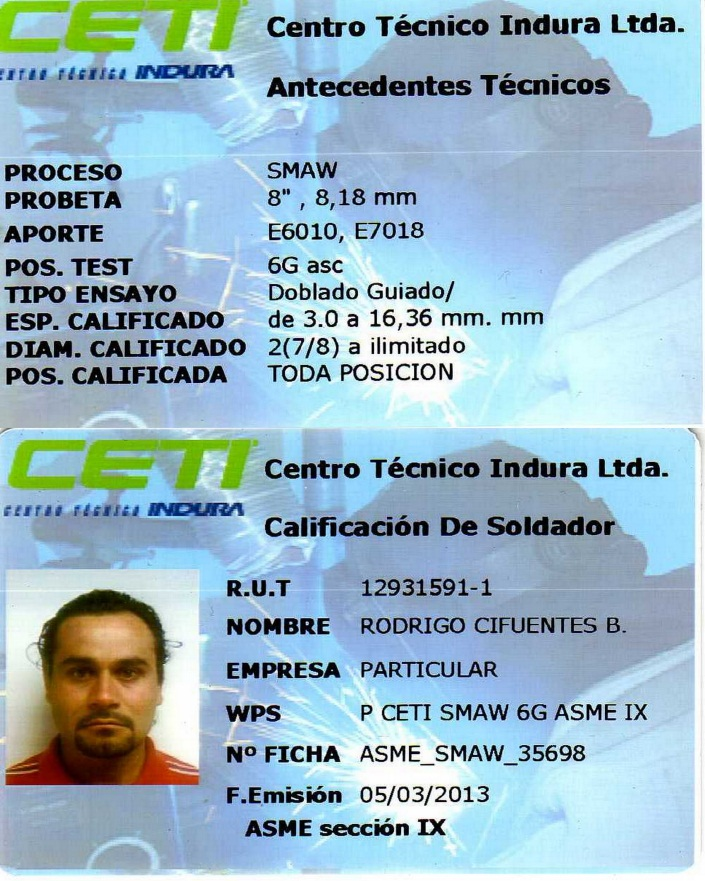 CETI
CENTRO TÉCNICO INDURA
Centro Técnico Indura Ltda.
Antecedentes Técnicos
PROCESO SMAW
PROBETA 8" , 8,18 mm
APORTE E6010, E7018
POS. TEST 6G asc
TIPO ENSAYO Doblado Guiado/
ESP. CALIFICADO de 3.0 a 16,36 mm. mm
DIAM. CALIFICADO 2(7/8) a ilimitado
POS. CALIFICADA TODA POSICION
CETI
CENTRO TÉCNICO INDURA
Centro Técnico Indura Ltda.
Calificación De Soldador
R.U.T 12931591-1
NOMBRE RODRIGO CIFUENTES B.
EMPRESA PARTICULAR
WPS P CETI SMAW 6G ASME IX
Nº FICHA ASME_SMAW_35698
F.Emisión 05/03/2013
ASME sección IX